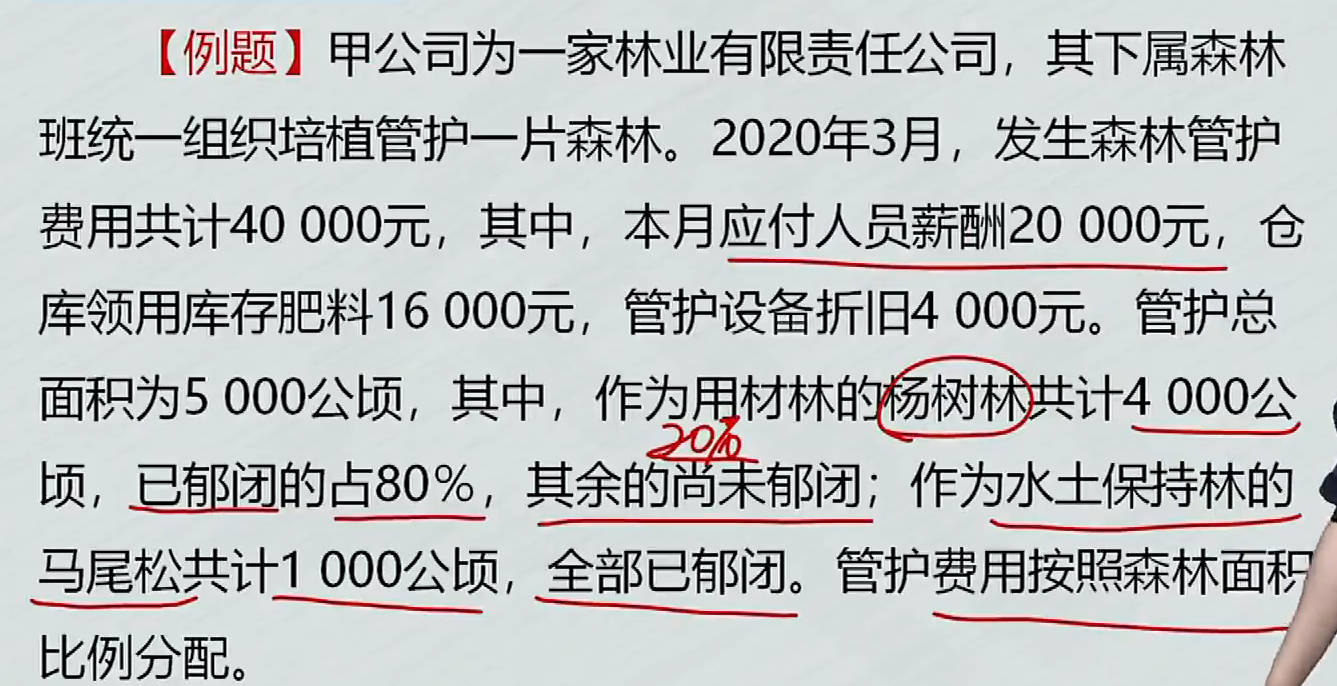 【例题】甲公司为一家林业有限责任公司，其下属森林
班统一组织培植管护一片森林。2020年3月，发生森林管护
费用共计40 000元，其中，本月应付人员薪酬20 000元，仓
库领用库存肥料16 000元，管护设备折旧4 000元。管护总
面积为5 000公顷，其中，作为用材林的杨树林共计4 000公
20%
顷，已郁闭的占80%，其余的尚未郁闭；作为水土保持林的
马尾松共计1 000公顷，全部已郁闭。管护费用按照森林面积
比例分配。